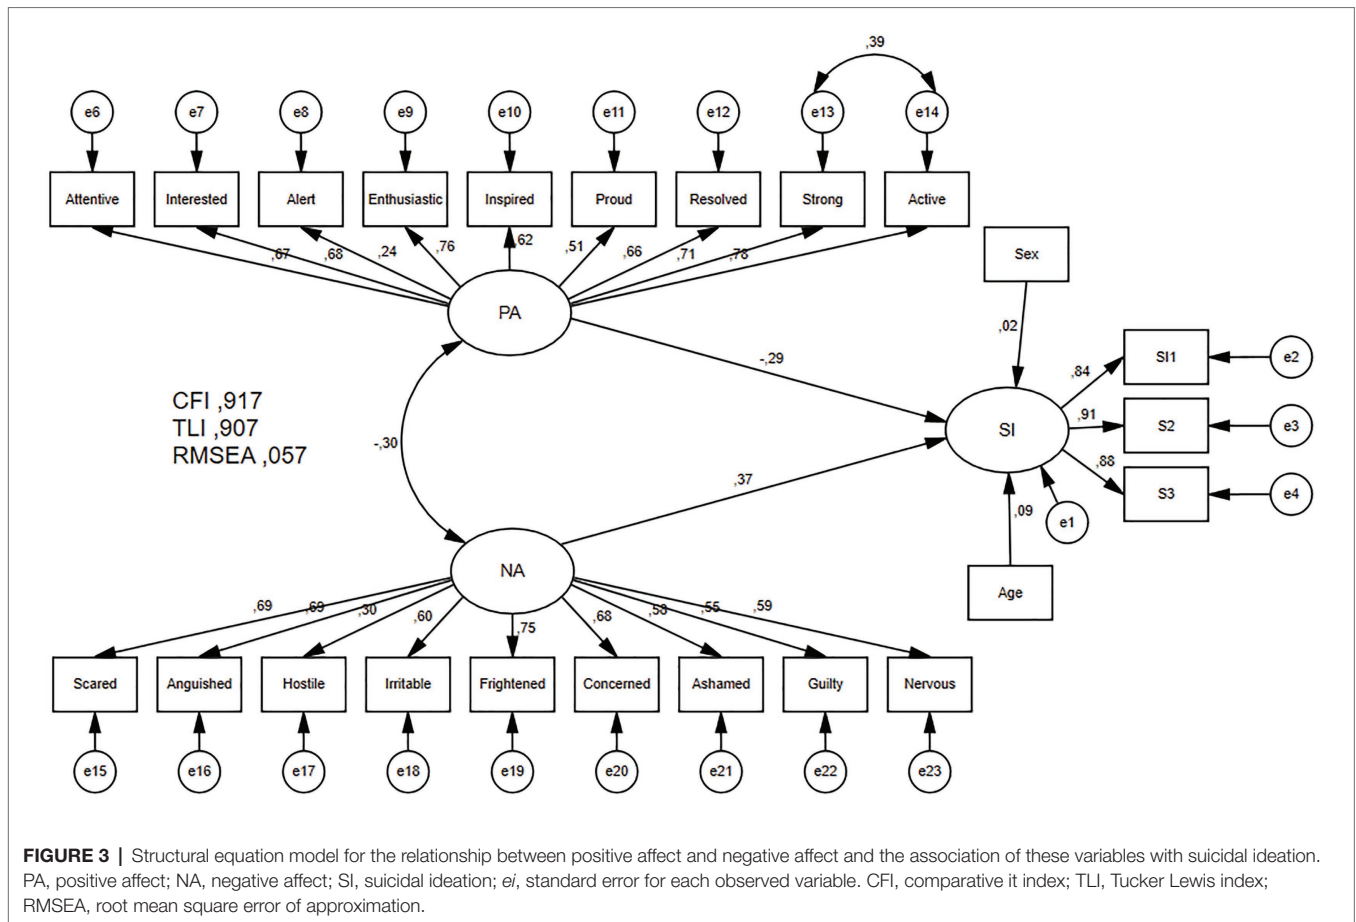 ,39
e6 e7 e8 e9 e10 e11 e12 e13 e14
Attentive Interested Alert Enthusiastic Inspired Proud Resolved Strong Active
,67 ,68 ,24 ,76 ,62 ,51 ,66 ,71 ,78
Sex
PA
,02
-,29
SI1 e2
,84
CFI ,917
TLI ,907
RMSEA ,057
-,30
SI
,91
S2 e3
,88
,37
S3 e4
,09
e1
NA
Age
,69 ,69 ,30 ,60 ,75 ,68 ,58 ,55 ,59
Scared Anguished Hostile Irritable Frightened Concerned Ashamed Guilty Nervous
e15 e16 e17 e18 e19 e20 e21 e22 e23
FIGURE 3 | Structural equation model for the relationship between positive affect and negative affect and the association of these variables with suicidal ideation.
PA, positive affect; NA, negative affect; SI, suicidal ideation; ei, standard error for each observed variable. CFI, comparative it index; TLI, Tucker Lewis index;
RMSEA, root mean square error of approximation.